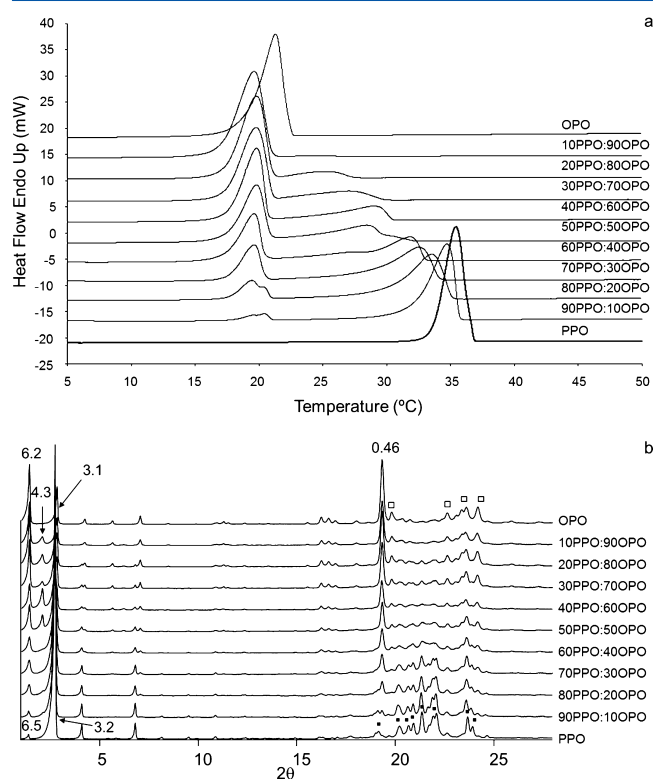 a
40
35
30
25
20
15
10
5
0
-5
-10
-15
-20
-25
Heat Flow Endo Up (mW)
OPO
10PPO:90OPO
20PPO:80OPO
30PPO:70OPO
40PPO:60OPO
50PPO:50OPO
60PPO:40OPO
70PPO:30OPO
80PPO:20OPO
90PPO:10OPO
PPO
5 10 15 20 25 30 35 40 45 50
Temperature (ºC)
b
6.2
4.3
3.1
0.46
OPO
10PPO:90OPO
20PPO:80OPO
30PPO:70OPO
40PPO:60OPO
50PPO:50OPO
60PPO:40OPO
70PPO:30OPO
80PPO:20OPO
90PPO:10OPO
PPO
6.5
3.2
5 10 15 20 25
2θ